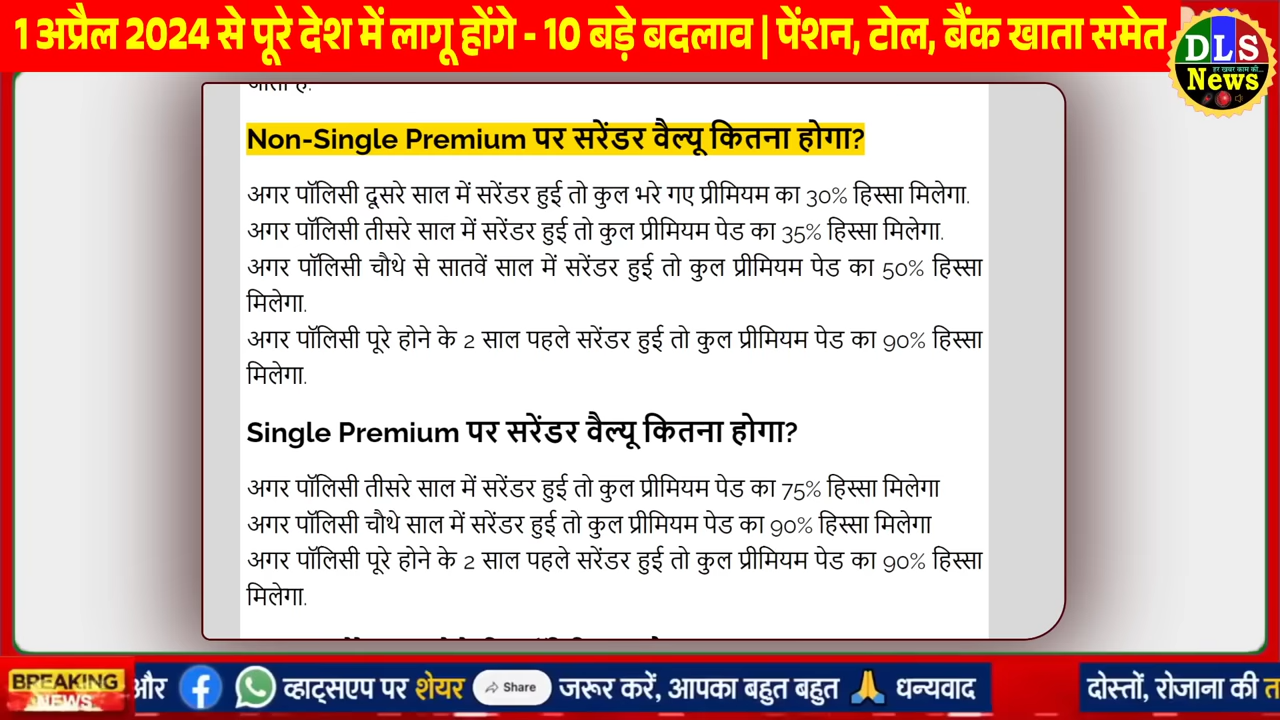 1 अप्रैल 2024 से पूरे देश में लागू होंगे - 10 बड़े बदलाव | पेंशन, टोल, बैंक खाता समेत
DLS
हर खबर काम की...
News
जाता है.
Non-Single Premium पर सरेंडर वैल्यू कितना होगा?
अगर पॉलिसी दूसरे साल में सरेंडर हुई तो कुल भरे गए प्रीमियम का 30% हिस्सा मिलेगा.
अगर पॉलिसी तीसरे साल में सरेंडर हुई तो कुल प्रीमियम पेड का 35% हिस्सा मिलेगा.
अगर पॉलिसी चौथे से सातवें साल में सरेंडर हुई तो कुल प्रीमियम पेड का 50% हिस्सा
मिलेगा.
अगर पॉलिसी पूरे होने के 2 साल पहले सरेंडर हुई तो कुल प्रीमियम पेड का 90% हिस्सा
मिलेगा.
Single Premium पर सरेंडर वैल्यू कितना होगा?
अगर पॉलिसी तीसरे साल में सरेंडर हुई तो कुल प्रीमियम पेड का 75% हिस्सा मिलेगा
अगर पॉलिसी चौथे साल में सरेंडर हुई तो कुल प्रीमियम पेड का 90% हिस्सा मिलेगा
अगर पॉलिसी पूरे होने के 2 साल पहले सरेंडर हुई तो कुल प्रीमियम पेड का 90% हिस्सा
मिलेगा.
BREAKING
NEWS
और व्हाट्सएप पर शेयर Share जरूर करें, आपका बहुत बहुत 🙏 धन्यवाद दोस्तों, रोजाना की